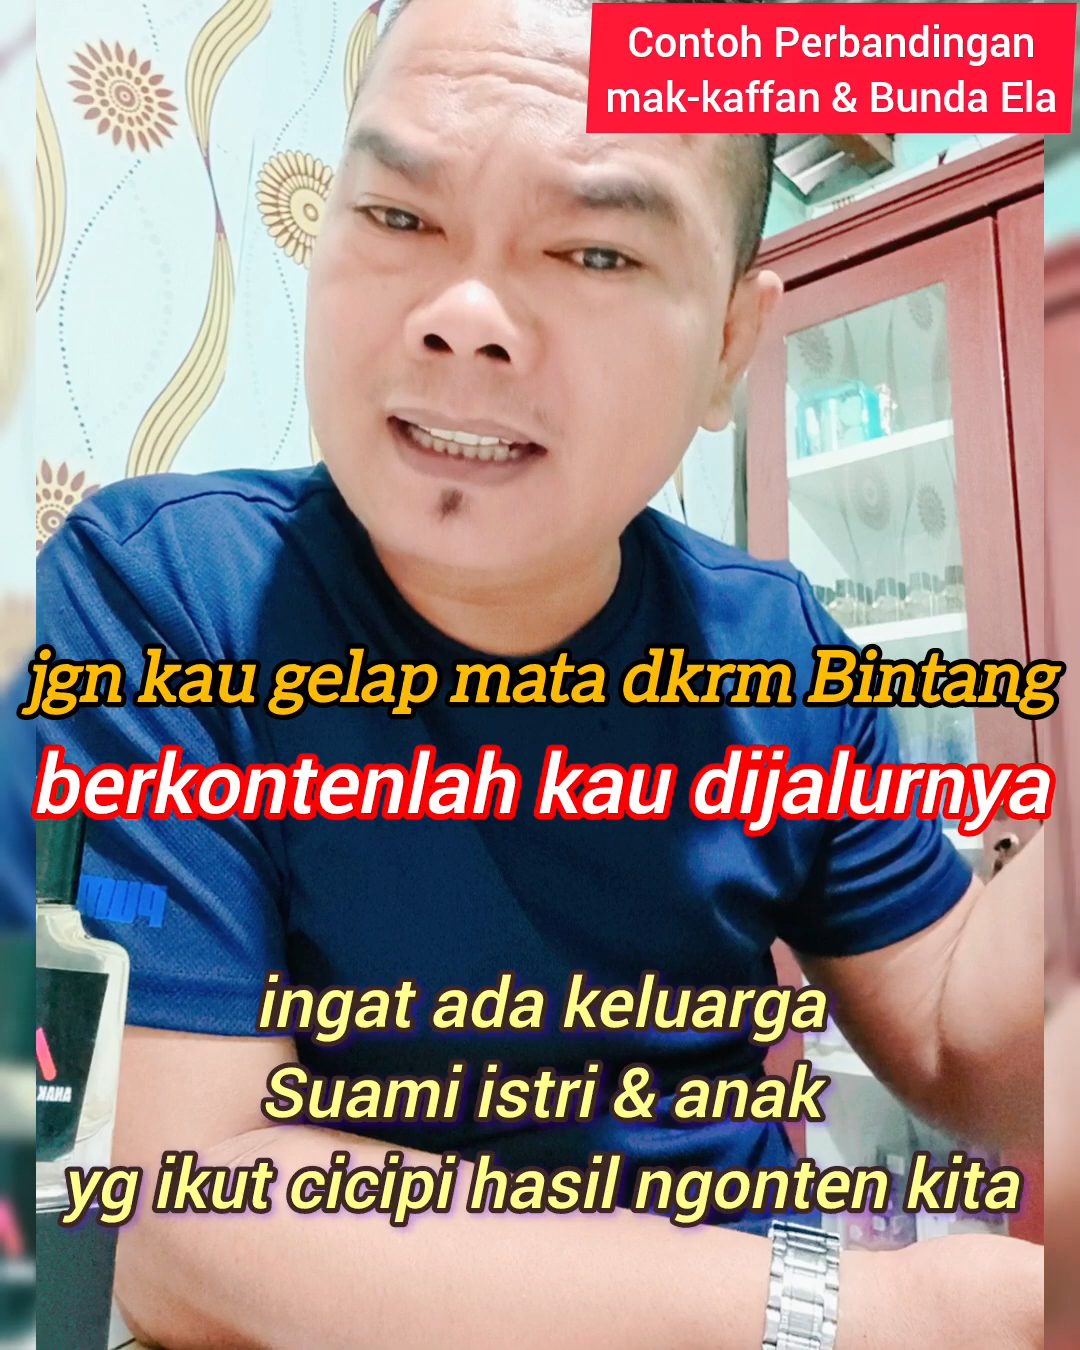 Contoh Perbandingan
mak-kaffan & Bunda Ela
jgn kau gelap mata dkrm Bintang
berkontenlah kau dijalurnya
ingat ada keluarga
Suami istri & anak
yg ikut cicipi hasil ngonten kita